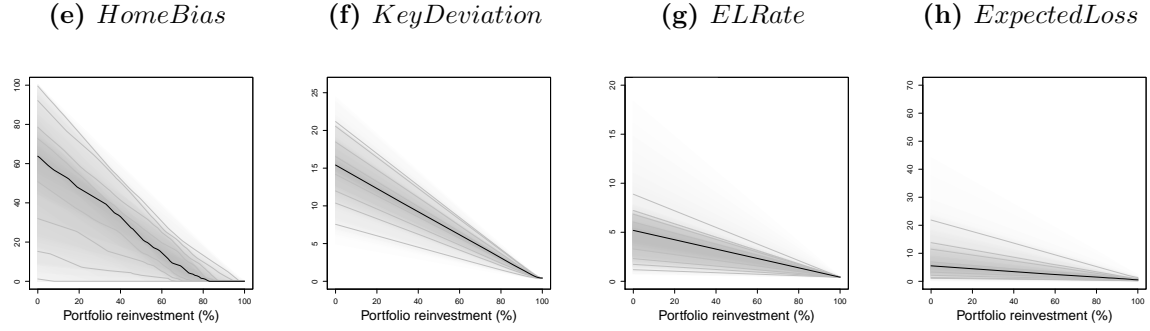 (e) HomeBias
(f) KeyDeviation
(g) ELRate
(h) ExpectedLoss
100
80
60
40
20
0
0 20 40 60 80 100
Portfolio reinvestment (%)
25
20
15
10
5
0
0 20 40 60 80 100
Portfolio reinvestment (%)
20
15
10
5
0
0 20 40 60 80 100
Portfolio reinvestment (%)
70
60
50
40
30
20
10
0
0 20 40 60 80 100
Portfolio reinvestment (%)